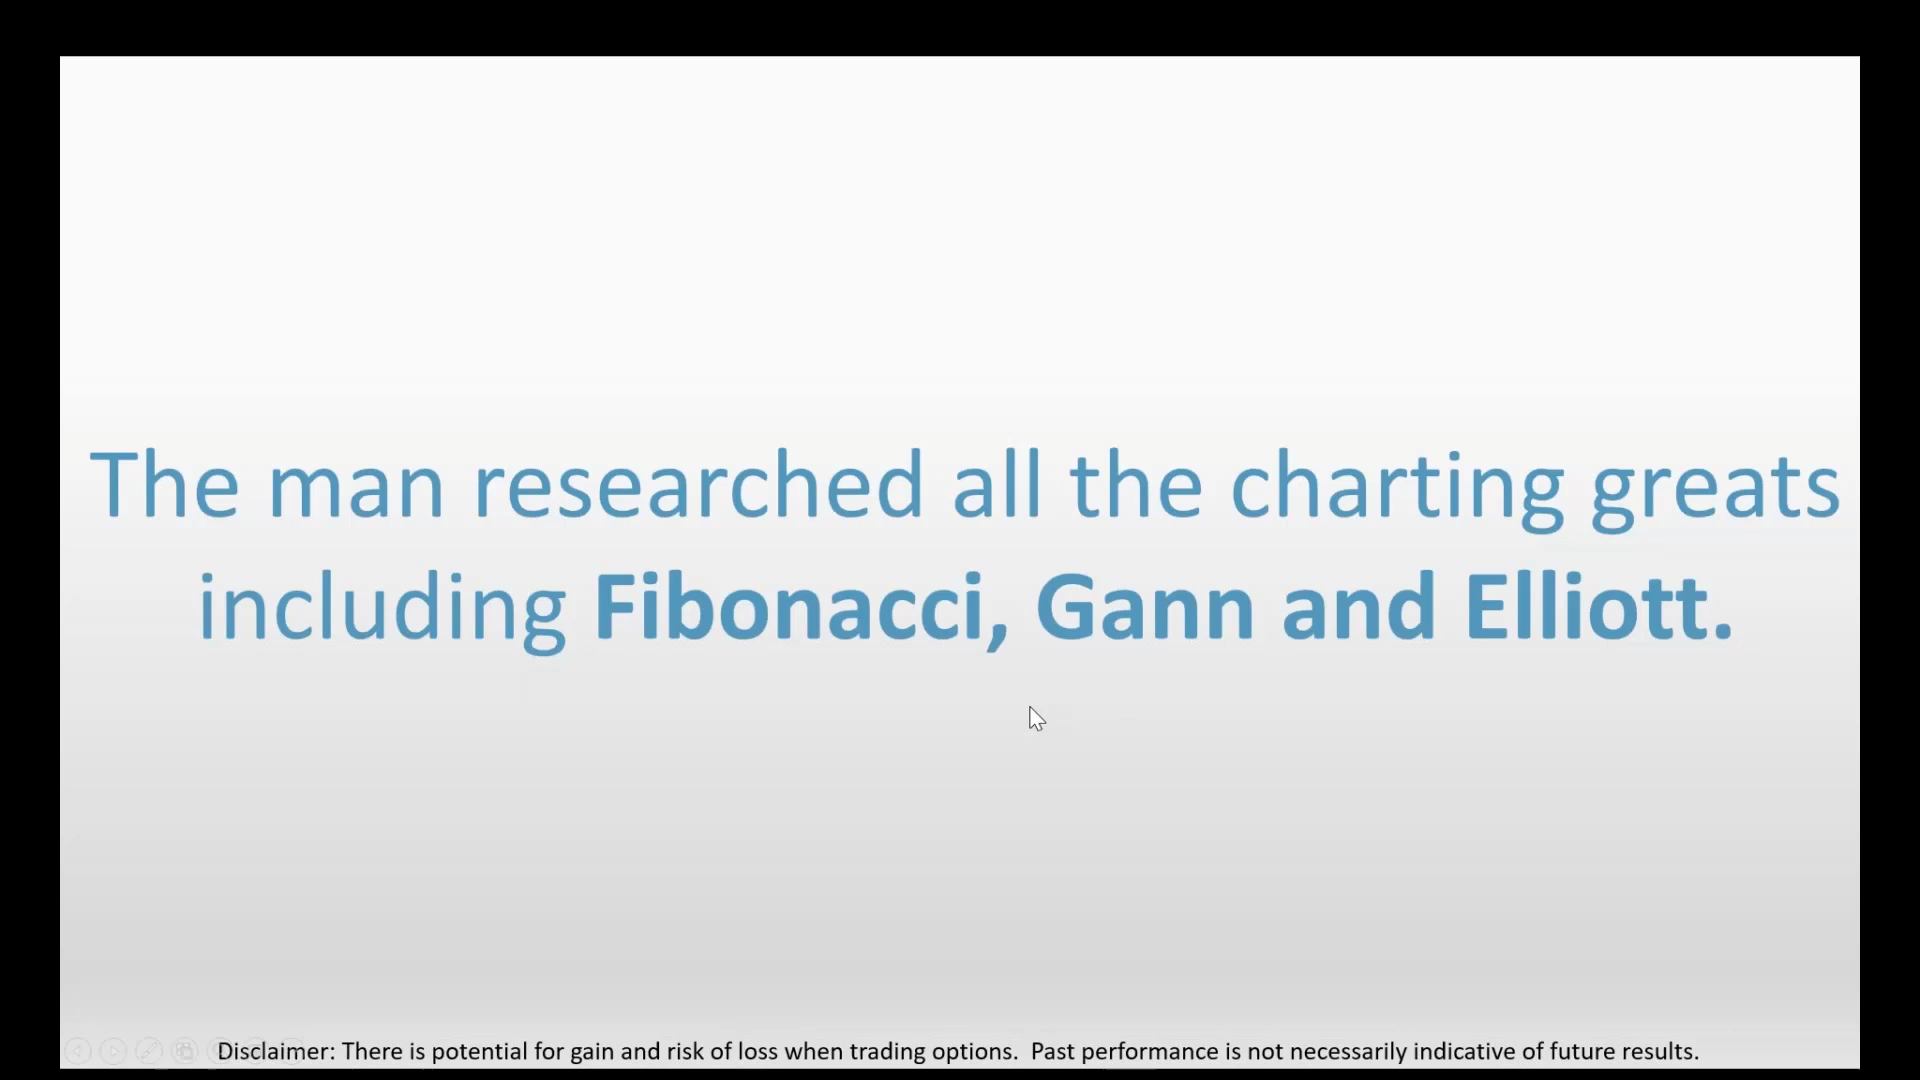 The man researched all the charting greats
including Fibonacci, Gann and Elliott.
Disclaimer: There is potential for gain and risk of loss when trading options.  Past performance is not necessarily indicative of future results.